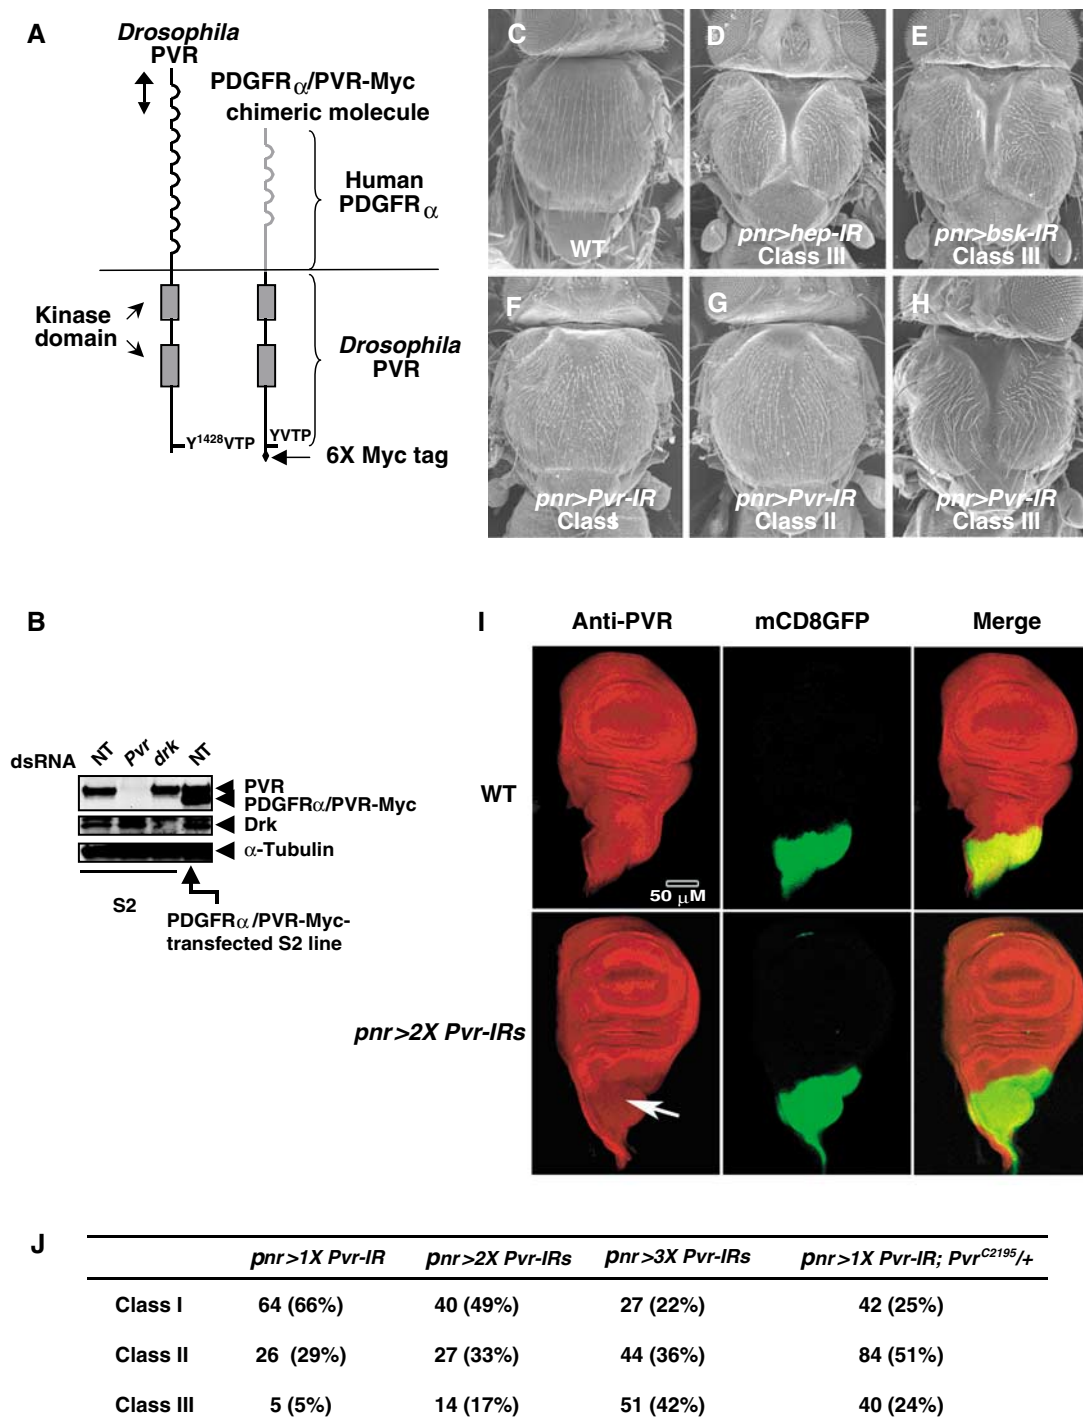 A
Drosophila
PVR
PDGFRα/PVR-Myc
chimeric molecule
Human
PDGFRα
Kinase
domain
Drosophila
PVR
Y1428VTP
YVTP
6X Myc tag
C
WT
D
pnr>hep-IR
Class III
E
pnr>bsk-IR
Class III
F
pnr>Pvr-IR
Class I
G
pnr>Pvr-IR
Class II
H
pnr>Pvr-IR
Class III
B
dsRNA NT Pvr drk NT
PVR
PDGFRα/PVR-Myc
Drk
α-Tubulin
S2
PDGFRα/PVR-Myc-
transfected S2 line
I
Anti-PVR mCD8GFP Merge
WT
50 μM
pnr>2X Pvr-IRs
J
pnr>1X Pvr-IR pnr>2X Pvr-IRs pnr>3X Pvr-IRs pnr>1X Pvr-IR; PvrC2195/+
Class I 64 (66%) 40 (49%) 27 (22%) 42 (25%)
Class II 26 (29%) 27 (33%) 44 (36%) 84 (51%)
Class III 5 (5%) 14 (17%) 51 (42%) 40 (24%)